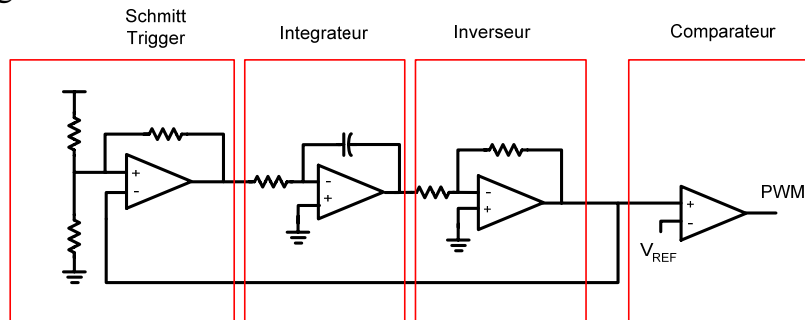 Schmitt
Trigger
Integrateur
Inverseur
Comparateur
+
-
-
+
-
+
+
-
PWM
VREF